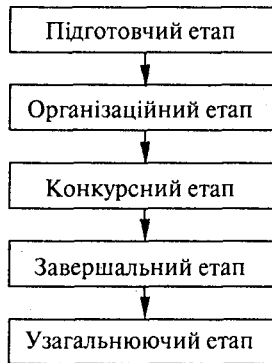 Підготовчий етап
Організаційний етап
Конкурсний етап
Завершальний етап
Узагальнюючий етап